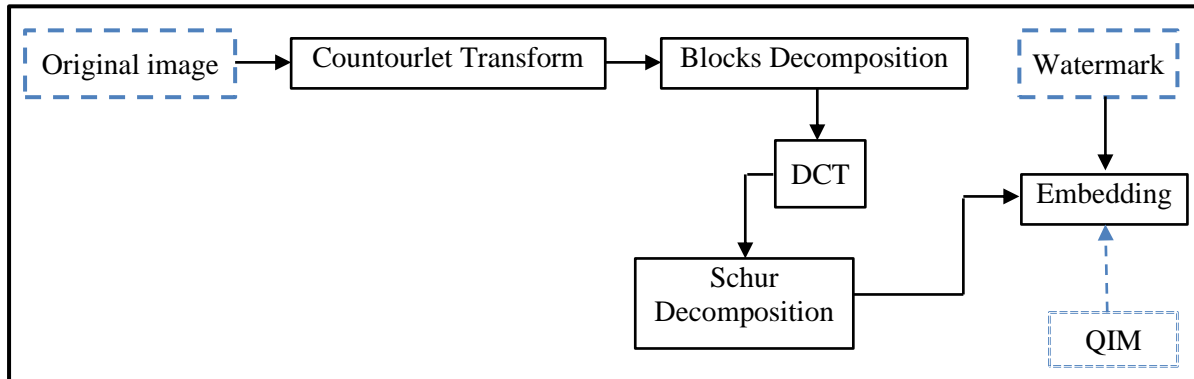 Original image
Countourlet Transform
Blocks Decomposition
Watermark
DCT
Embedding
Schur
Decomposition
QIM